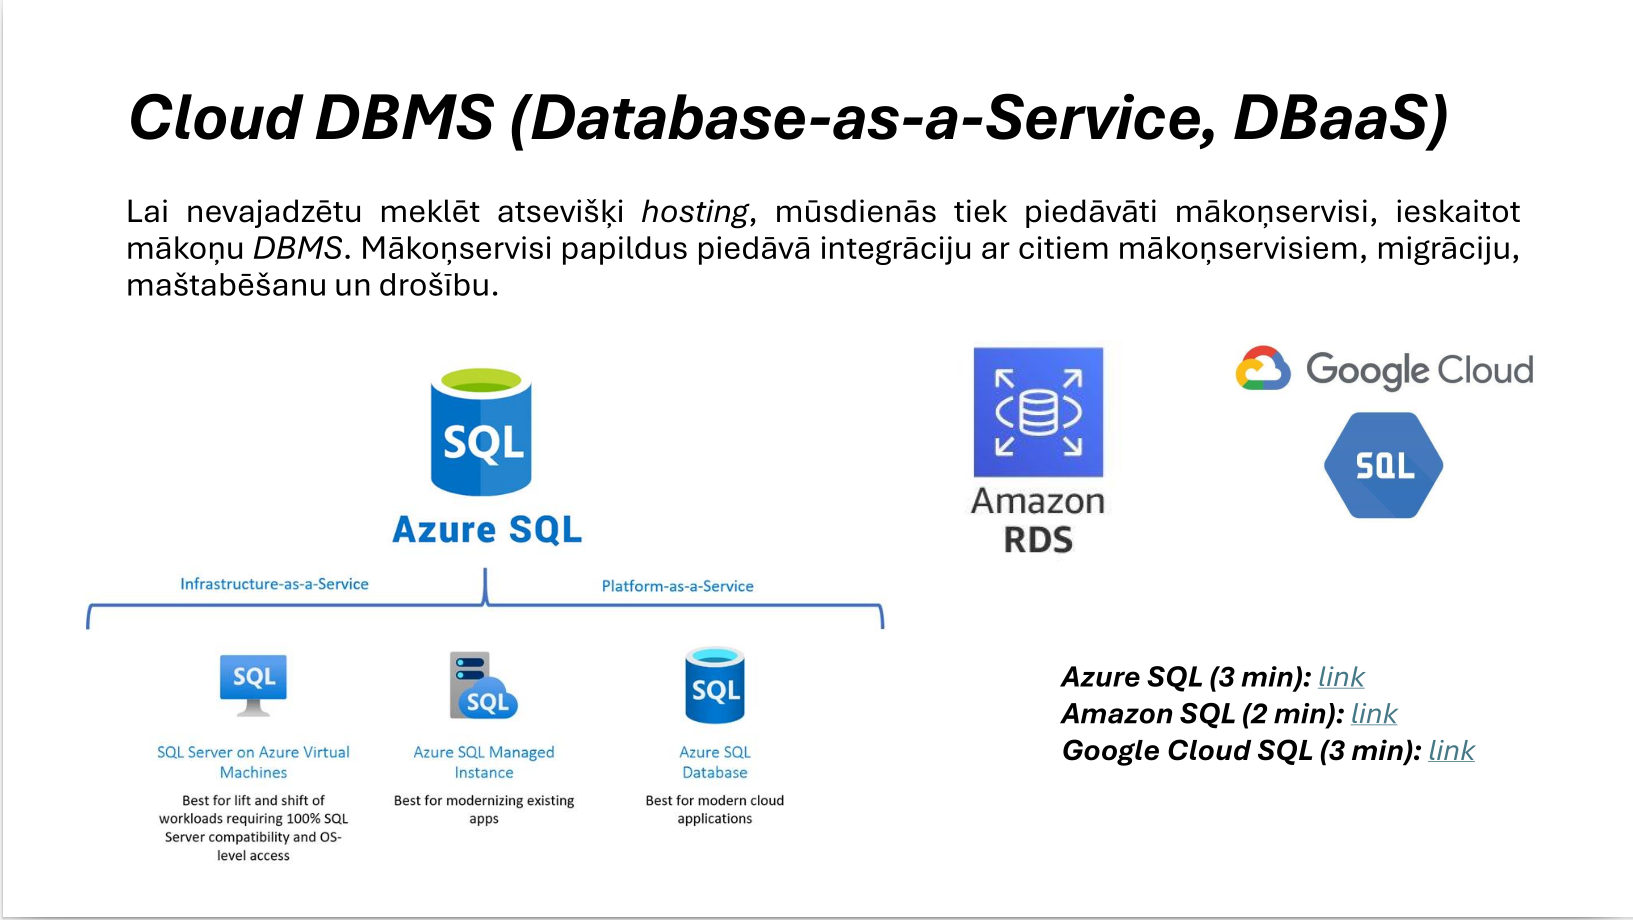 Cloud DBMS (Database-as-a-Service, DBaaS)
Lai nevajadzētu meklēt atsevišķi hosting, mūsdienās tiek piedāvāti mākoņservisi, ieskaitot
mākoņu DBMS. Mākoņservisi papildus piedāvā integrāciju ar citiem mākoņservisiem, migrāciju,
maštabēšanu un drošību.
SQL
Azure SQL
Infrastructure-as-a-Service
Platform-as-a-Service
SQL
SQL Server on Azure Virtual
Machines
Best for lift and shift of
workloads requiring 100% SQL
Server compatibility and OS-
level access
SQL
Azure SQL Managed
Instance
Best for modernizing existing
apps
SQL
Azure SQL
Database
Best for modern cloud
applications
Amazon
RDS
Google Cloud
SQL
Azure SQL (3 min): link
Amazon SQL (2 min): link
Google Cloud SQL (3 min): link